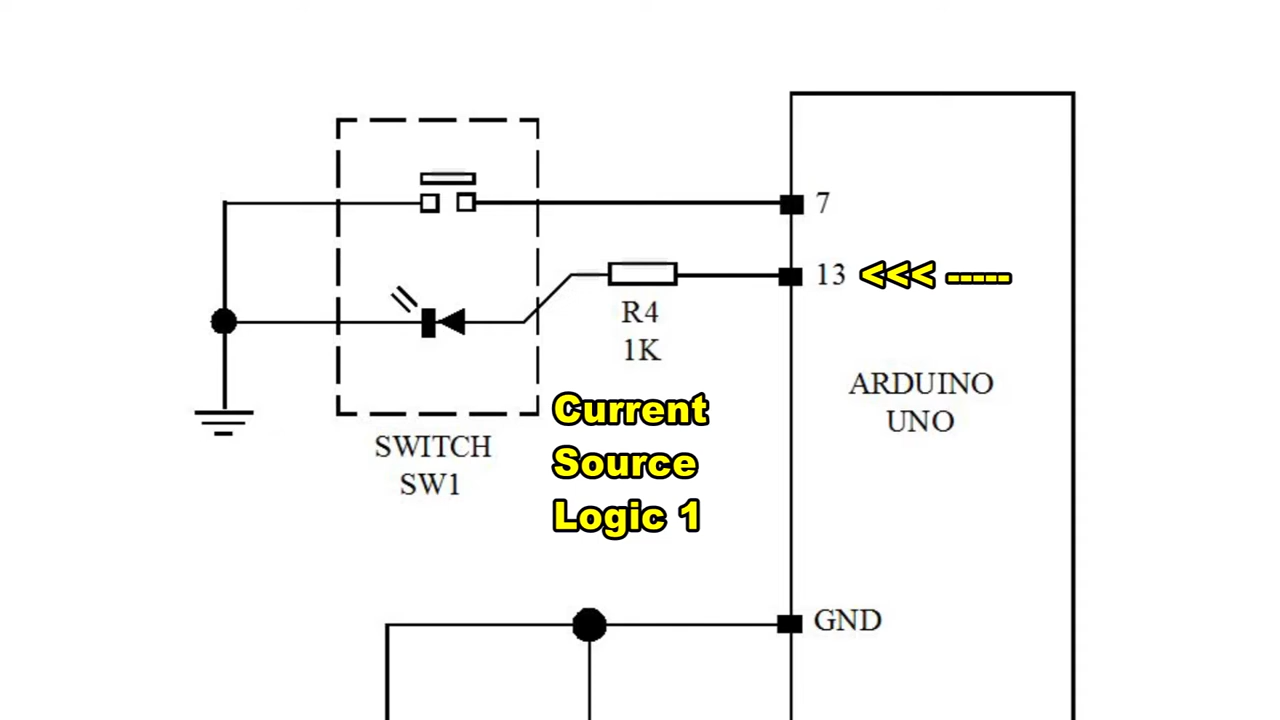 7
13 <<< -----
R4
1K
ARDUINO
UNO
Current
Source
Logic 1
SWITCH
SW1
GND